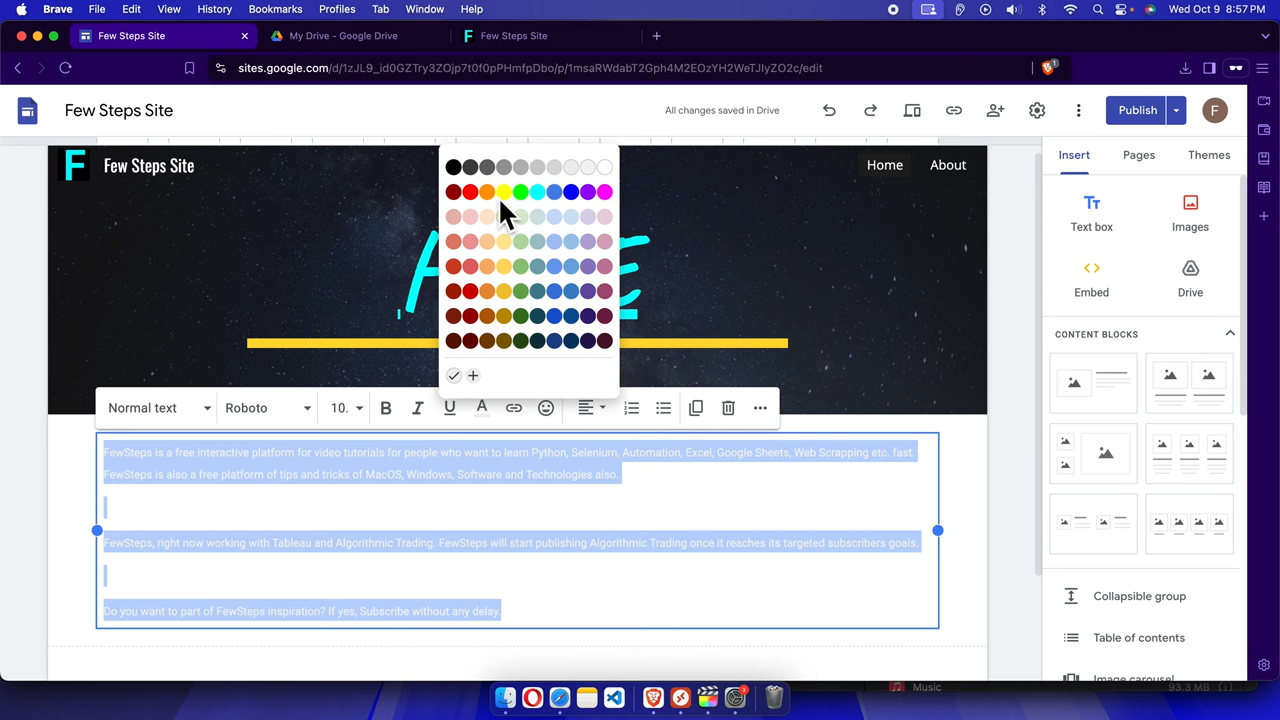 Brave File Edit View History Bookmarks Profiles Tab Window Help Wed Oct 9 8:57 PM
Few Steps Site My Drive - Google Drive Few Steps Site
sites.google.com/d/1zJL9_id0GZTry3ZOjp7t0f0pPHmfpDbo/p/1msaRWdabT2Gph4M2EOzYH2WeTJlyZO2c/edit
Few Steps Site All changes saved in Drive Publish F
Few Steps Site Home About
Insert Pages Themes
Text box Images
Embed Drive
CONTENT BLOCKS
Normal text Roboto 10. B I U A
FewSteps is a free interactive platform for video tutorials for people who want to learn Python, Selenium, Automation, Excel, Google Sheets, Web Scrapping etc. fast.
FewSteps is also a free platform of tips and tricks of MacOS, Windows, Software and Technologies also.
FewSteps, right now working with Tableau and Algorithmic Trading. FewSteps will start publishing Algorithmic Trading once it reaches its targeted subscribers goals.
Do you want to part of FewSteps inspiration? If yes, Subscribe without any delay.
Collapsible group
Table of contents
Image carousel
Music 93.3 MB (1)